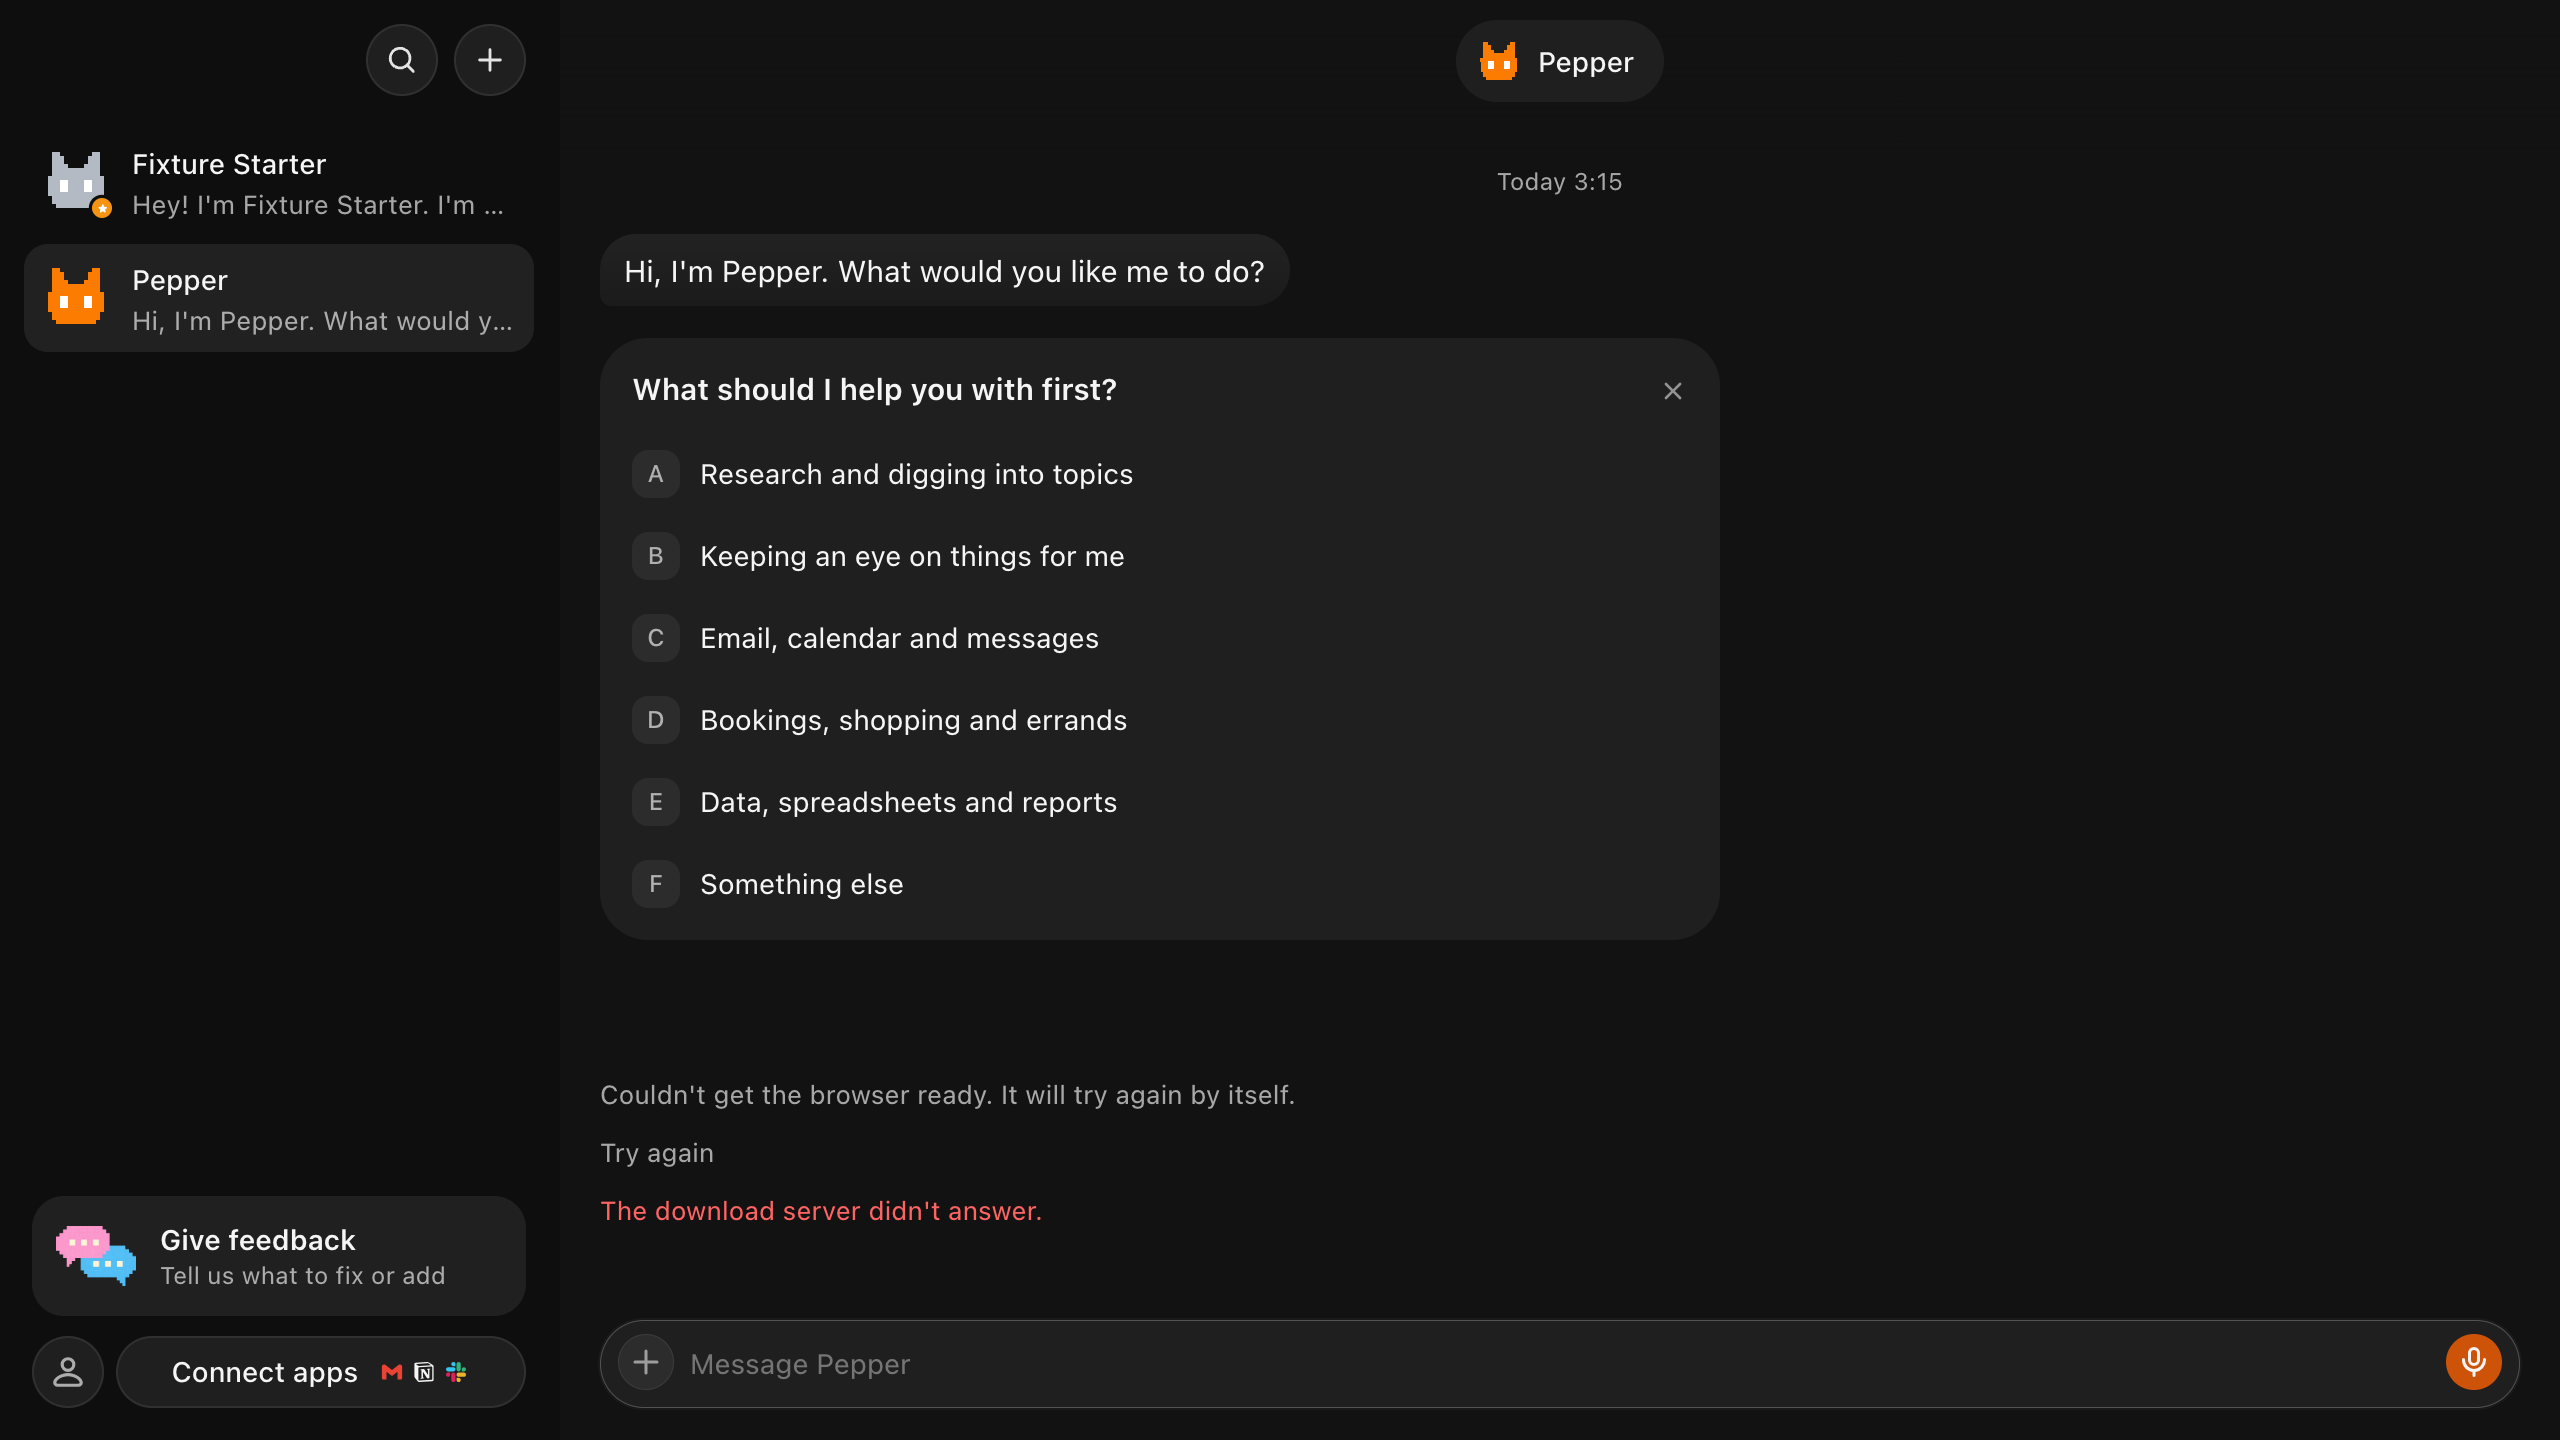 Fixture Starter
Hey! I'm Fixture Starter. I'm ...
Pepper
Hi, I'm Pepper. What would y...
Give feedback
Tell us what to fix or add
Connect apps
Pepper
Today 3:15
Hi, I'm Pepper. What would you like me to do?
What should I help you with first?
A Research and digging into topics
B Keeping an eye on things for me
C Email, calendar and messages
D Bookings, shopping and errands
E Data, spreadsheets and reports
F Something else
Couldn't get the browser ready. It will try again by itself.
Try again
The download server didn't answer.
Message Pepper